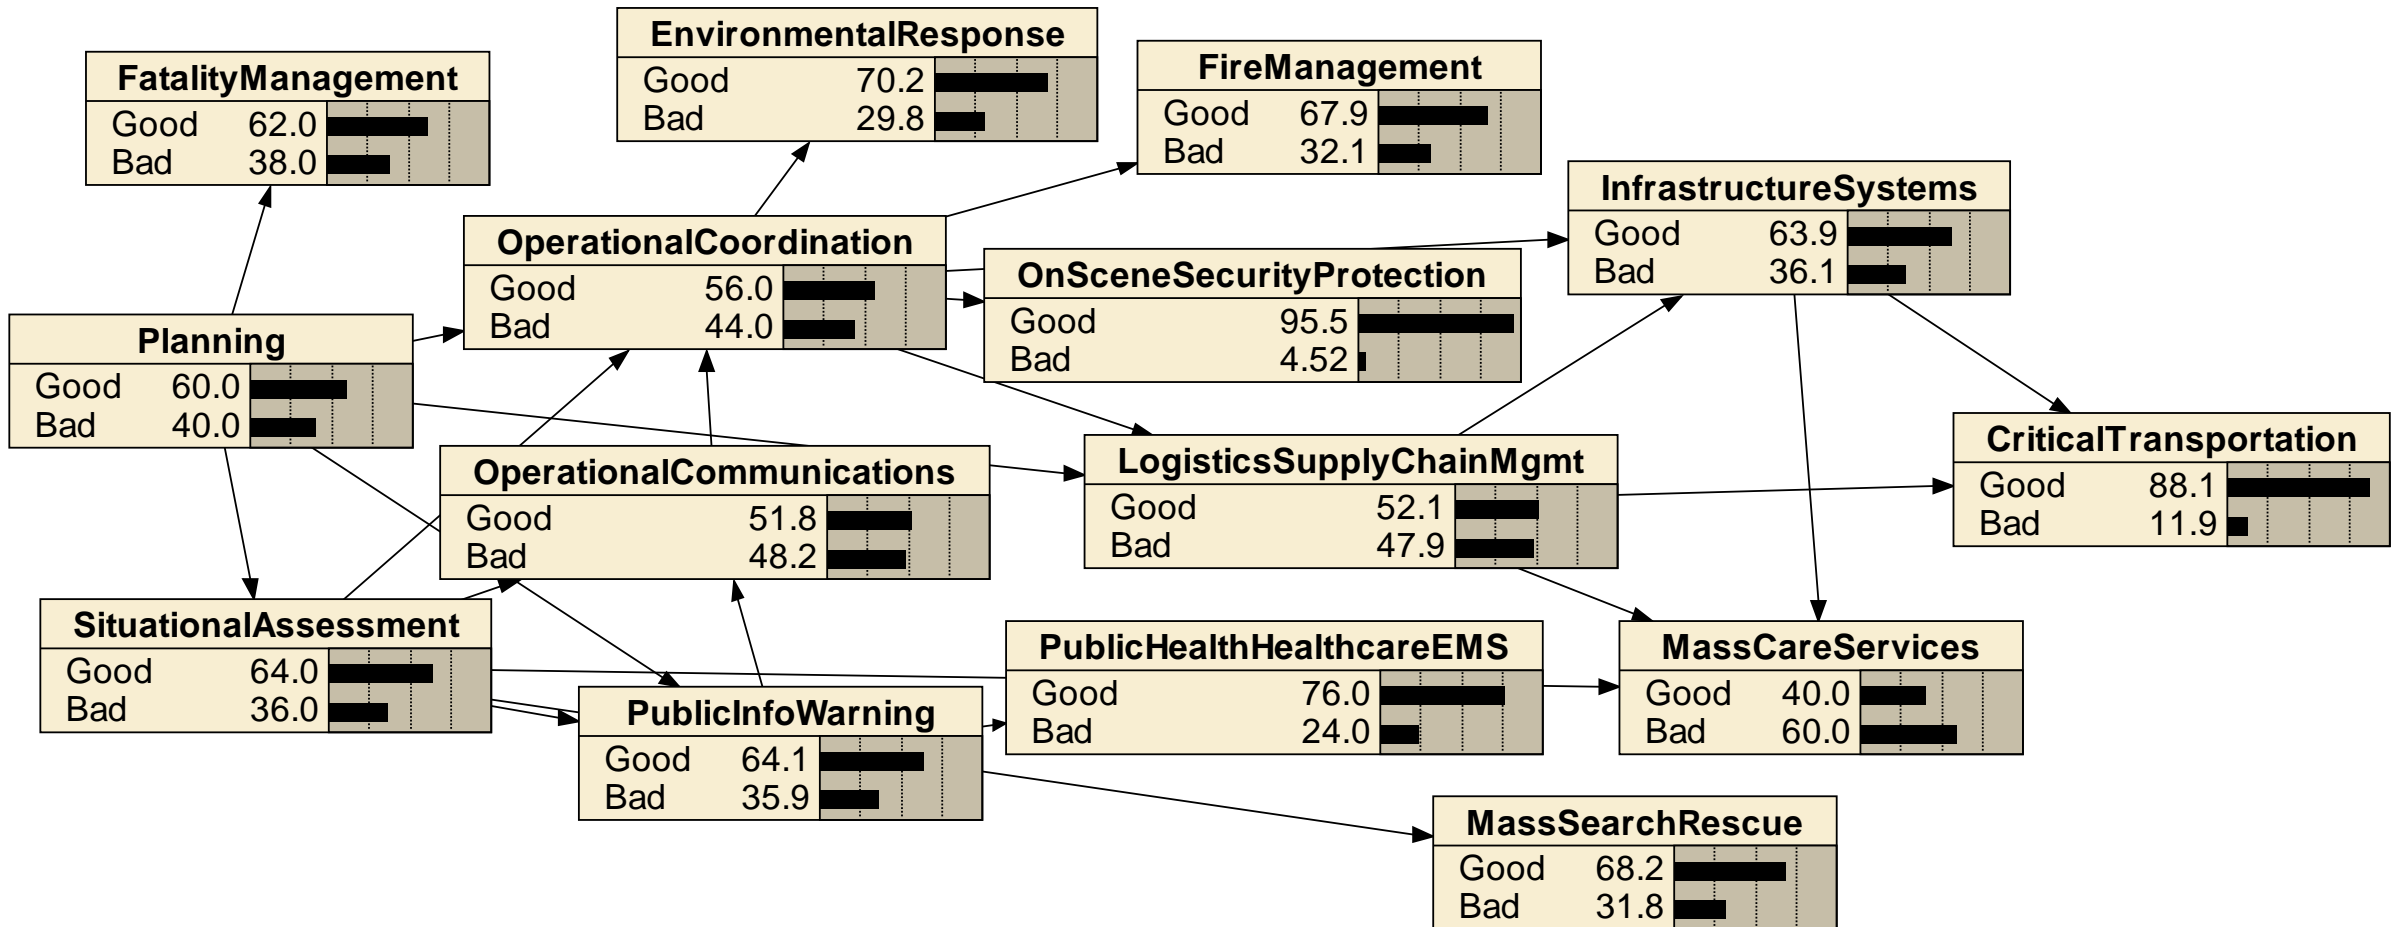 EnvironmentalResponse
Good 70.2
Bad 29.8
FatalityManagement
Good 62.0
Bad 38.0
FireManagement
Good 67.9
Bad 32.1
InfrastructureSystems
Good 63.9
Bad 36.1
OperationalCoordination
Good 56.0
Bad 44.0
OnSceneSecurityProtection
Good 95.5
Bad 4.52
Planning
Good 60.0
Bad 40.0
CriticalTransportation
Good 88.1
Bad 11.9
LogisticsSupplyChainMgmt
Good 52.1
Bad 47.9
OperationalCommunications
Good 51.8
Bad 48.2
SituationalAssessment
Good 64.0
Bad 36.0
PublicHealthHealthcareEMS
Good 76.0
Bad 24.0
MassCareServices
Good 40.0
Bad 60.0
PublicInfoWarning
Good 64.1
Bad 35.9
MassSearchRescue
Good 68.2
Bad 31.8